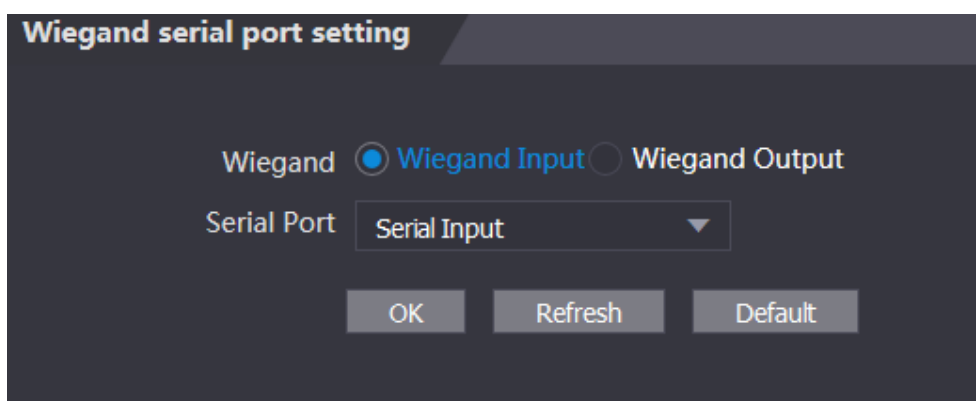 Wiegand serial port setting
Wiegand Wiegand Input Wiegand Output
Serial Port Serial Input
OK Refresh Default